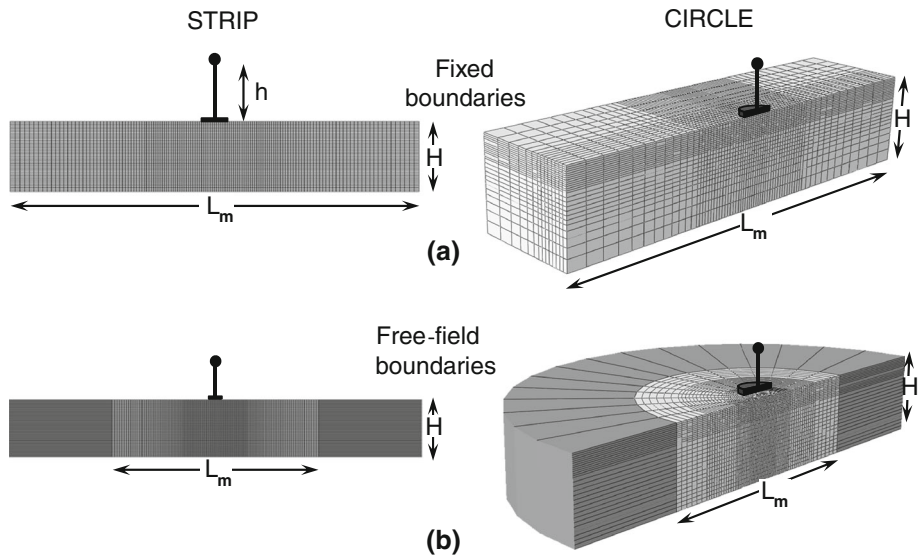 STRIP
CIRCLE
h
Fixed
boundaries
H
H
Lm
Lm
(a)
Free-field
boundaries
H
H
Lm
Lm
(b)